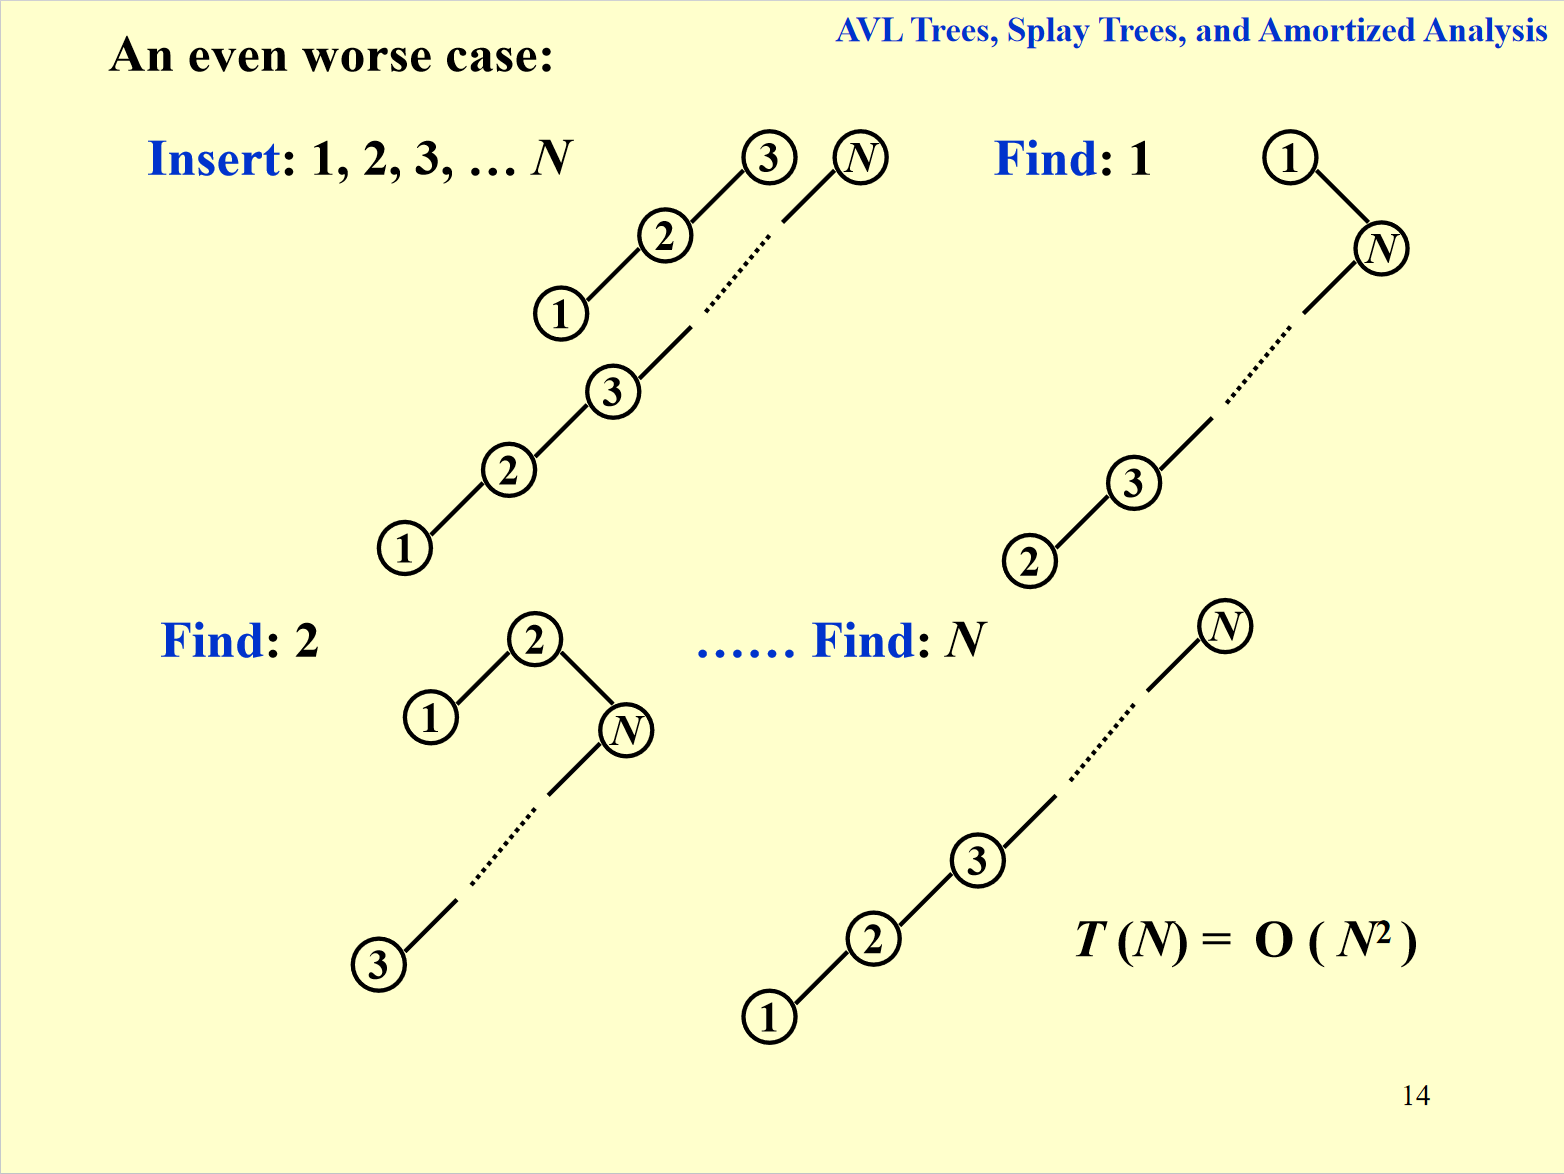 AVL Trees, Splay Trees, and Amortized Analysis
An even worse case:
Insert: 1, 2, 3, … N
3
2
1
N
3
2
1
Find: 1
1
N
3
2
Find: 2
2
1
N
3
…… Find: N
N
3
2
1
T (N) = O ( N² )
14